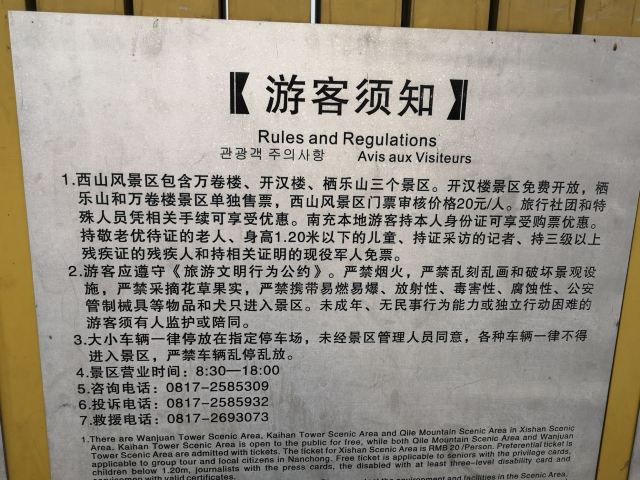 【游客须知】
Rules and Regulations
관광객 주의사항 Avis aux Visiteurs
1.西山风景区包含万卷楼、开汉楼、栖乐山三个景区。开汉楼景区免费开放，栖
乐山和万卷楼景区单独售票，西山风景区门票审核价格20元/人。旅行社团和特
殊人员凭相关手续可享受优惠。南充本地游客持本人身份证可享受购票优惠。
持敬老优待证的老人、身高1.20米以下的儿童、持证采访的记者、持三级以上
残疾证的残疾人和持相关证明的现役军人免票。
2.游客应遵守《旅游文明行为公约》。严禁烟火，严禁乱刻乱画和破坏景观设
施，严禁采摘花草果实，严禁携带易燃易爆、放射性、毒害性、腐蚀性、公安
管制械具等物品和犬只进入景区。未成年、无民事行为能力或独立行动困难的
游客须有人监护或陪同。
3.大小车辆一律停放在指定停车场，未经景区管理人员同意，各种车辆一律不得
进入景区，严禁车辆乱停乱放。
4.景区营业时间：8:30—18:00
5.咨询电话：0817-2585309
6.投诉电话：0817-2585932
7.救援电话：0817-2693073
1.There are Wanjuan Tower Scenic Area, Kaihan Tower Scenic Area and Qile Mountain Scenic Area in Xishan Scenic
Area, Kaihan Tower Scenic Area is open to the public for free, while both Qile Mountain Scenic Area and Wanjuan
Tower Scenic Area are admitted with tickets. The ticket for Xishan Scenic Area is RMB 20 /Person. Preferential ticket is
applicable to group tour and local citizens in Nanchong. Free ticket is applicable to seniors with the privilege cards,
children below 1.20m, journalists with the press cards, the disabled with at least three-level disability card and
servicemen with valid certificates.
the environment and facilities in the Scenic Area,